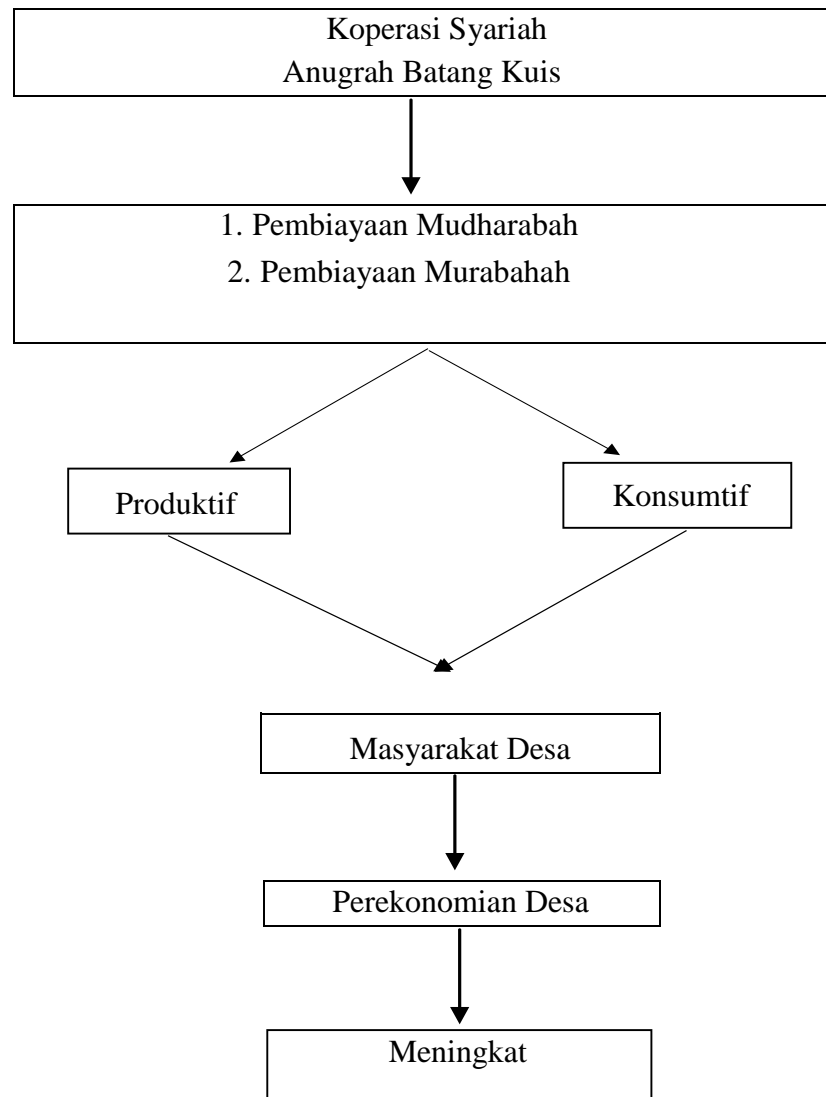 Koperasi Syariah
Anugrah Batang Kuis
1. Pembiayaan Mudharabah
2. Pembiayaan Murabahah
Produktif
Konsumtif
Masyarakat Desa
Perekonomian Desa
Meningkat